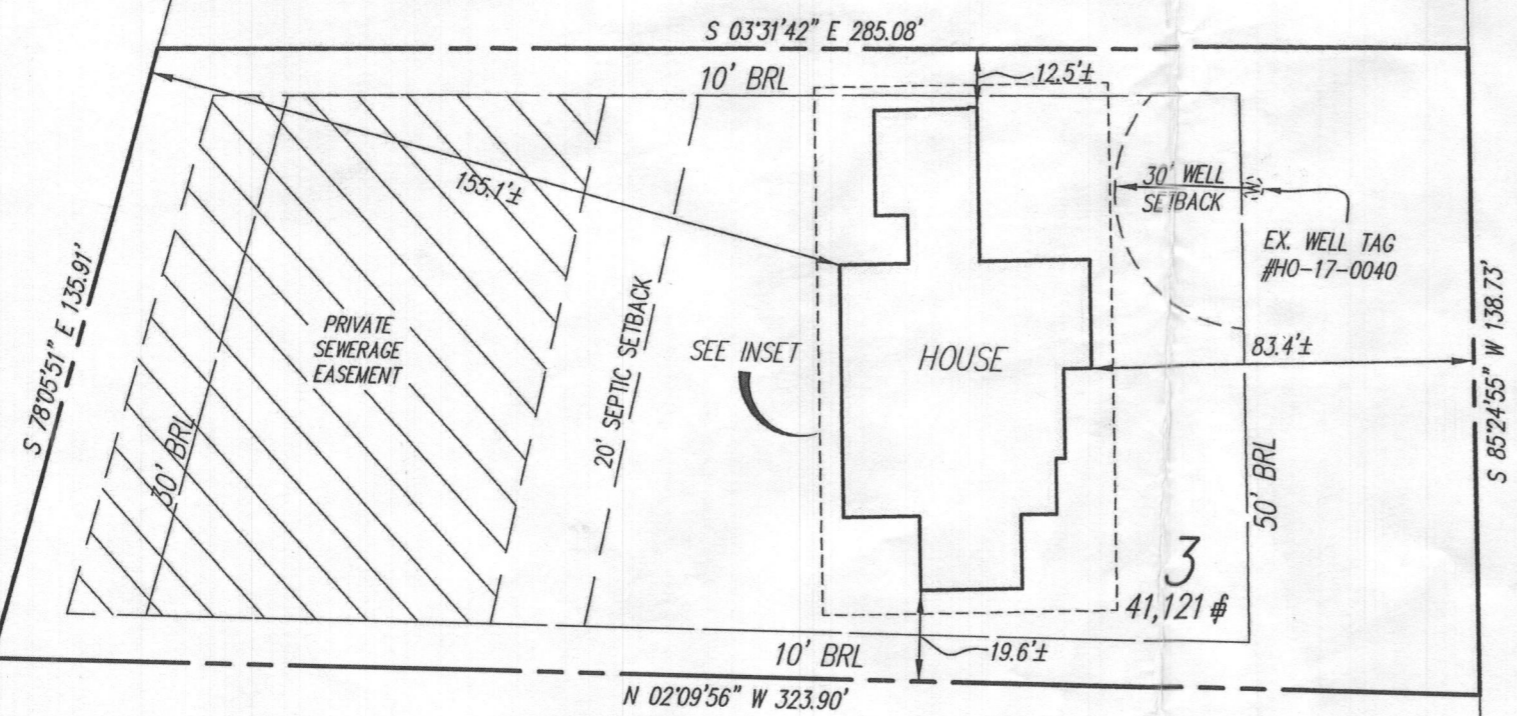 S 03°31'42" E 285.08'
12.5'±
10' BRL
155.1'±
30' WELL
SETBACK
W
EX. WELL TAG
#HO-17-0040
S 78°05'51" E 135.91'
PRIVATE
SEWERAGE
EASEMENT
20' SEPTIC SETBACK
SEE INSET
HOUSE
83.4'±
S 85°24'55" W 138.73'
30' BRL
50' BRL
3
41,121 #
10' BRL
19.6'±
N 02°09'56" W 323.90'